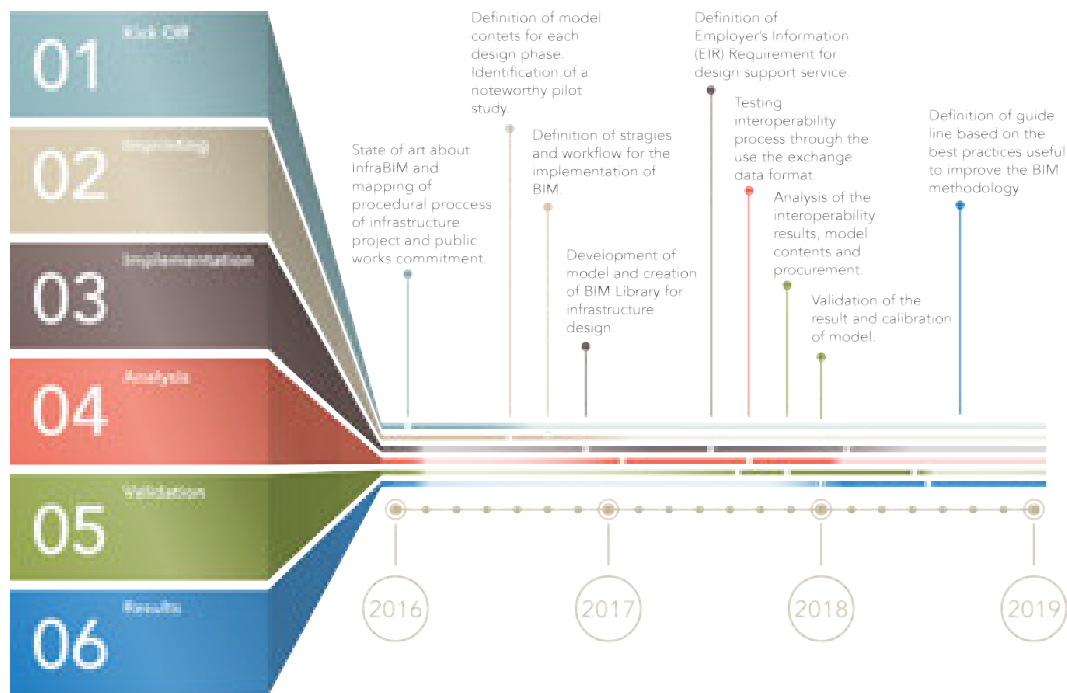 01
Kick Off
02
Imprinting
03
Implementation
04
Analysis
05
Validation
06
Results
State of art about
InfraBIM and
mapping of
procedural proccess
of infrastructure
project and public
works commitment.
Definition of model
contets for each
design phase.
Identification of a
noteworthy pilot
study.
Definition of stragies
and workflow for the
implementation of
BIM.
Development of
model and creation
of BIM Library for
infrastructure
design.
Definition of
Employer's Information
(EIR) Requirement for
design support service.
Testing
interoperability
process through the
use the exchange
data format.
Analysis of the
interoperability
results, model
contents and
procurement.
Validation of the
result and calibration
of model.
Definition of guide
line based on the
best practices useful
to improve the BIM
methodology
2016
2017
2018
2019